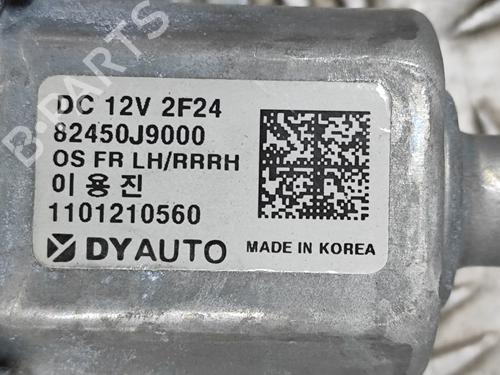 B-PARTS
DC 12V 2F24
82450J9000
OS FR LH/RRRH
이용진
1101210560
DYAUTO
MADE IN KOREA